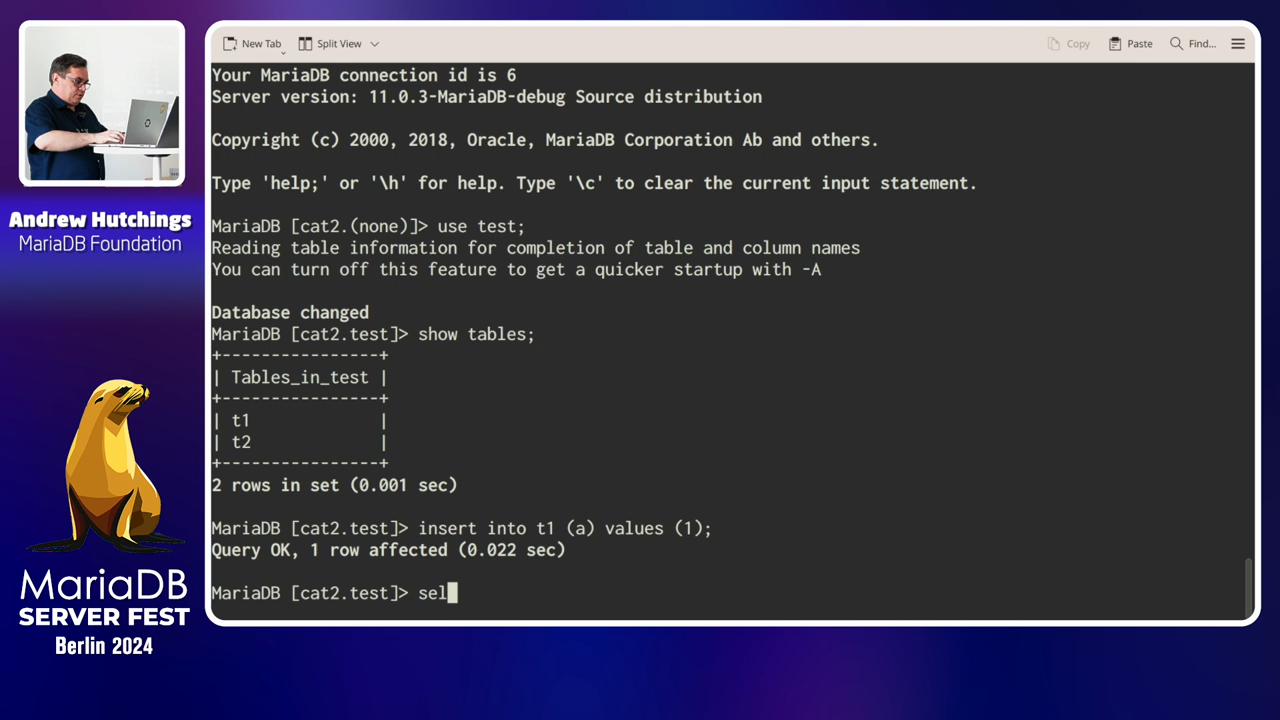 New Tab
Split View
Copy
Paste
Find...
Your MariaDB connection id is 6
Server version: 11.0.3-MariaDB-debug Source distribution
Copyright (c) 2000, 2018, Oracle, MariaDB Corporation Ab and others.
Type 'help;' or '\h' for help. Type '\c' to clear the current input statement.
MariaDB [cat2.(none)]> use test;
Reading table information for completion of table and column names
You can turn off this feature to get a quicker startup with -A
Database changed
MariaDB [cat2.test]> show tables;
+----------------+
| Tables_in_test |
+----------------+
| t1             |
| t2             |
+----------------+
2 rows in set (0.001 sec)
MariaDB [cat2.test]> insert into t1 (a) values (1);
Query OK, 1 row affected (0.022 sec)
MariaDB [cat2.test]> sel
Andrew Hutchings
MariaDB Foundation
MariaDB
SERVER FEST
Berlin 2024